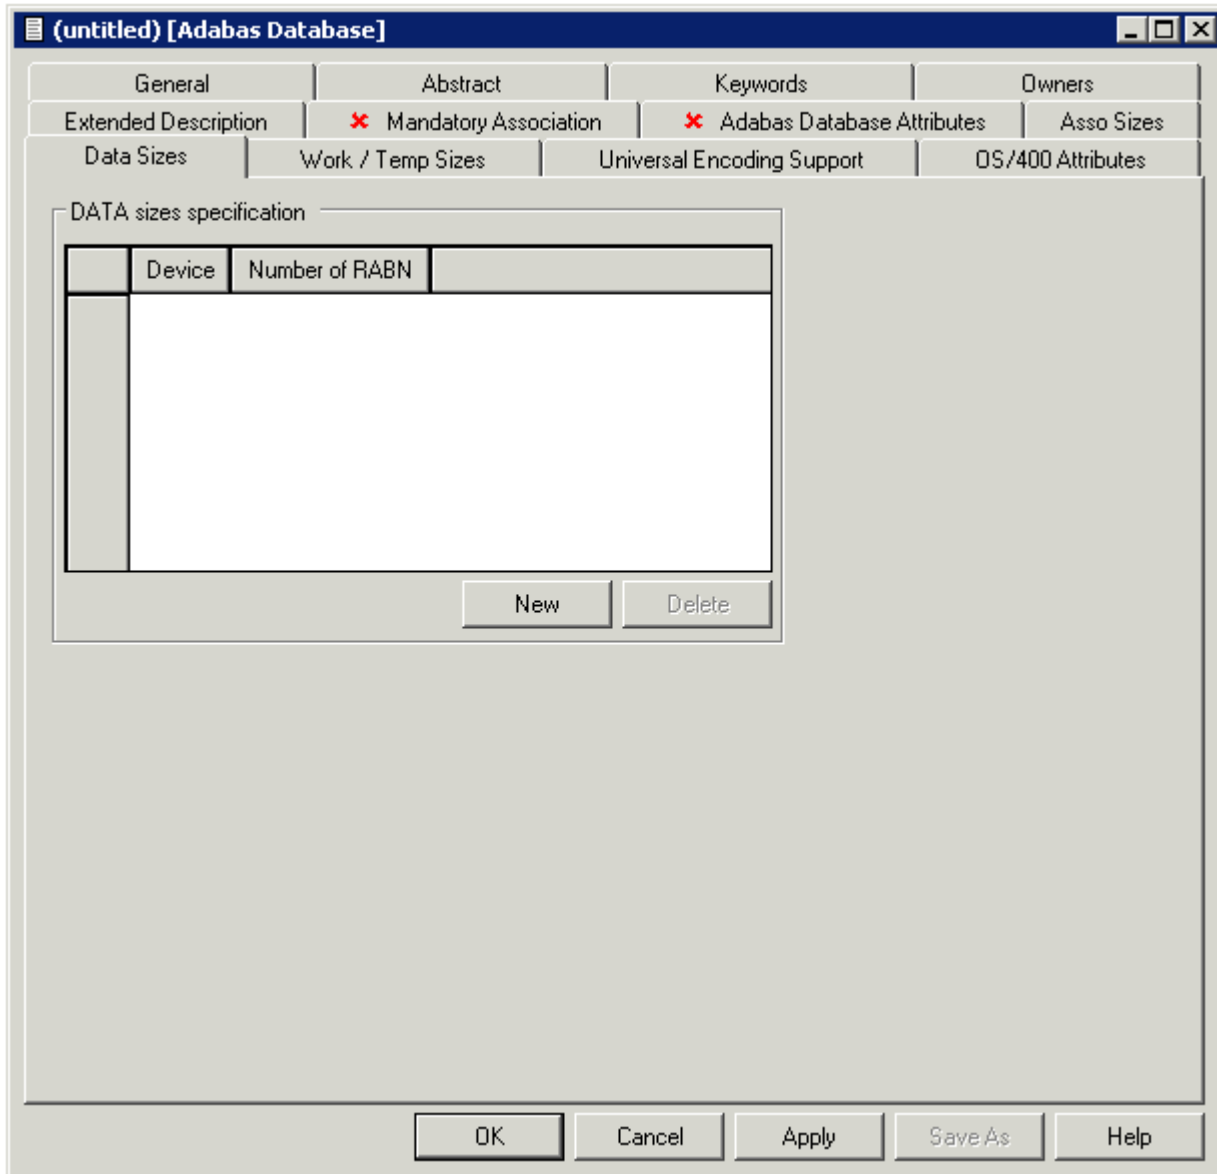 (untitled) [Adabas Database]
General Abstract Keywords Owners
Extended Description Mandatory Association Adabas Database Attributes Asso Sizes
Data Sizes Work / Temp Sizes Universal Encoding Support OS/400 Attributes
DATA sizes specification
Device Number of RABN
New Delete
OK Cancel Apply Save As Help